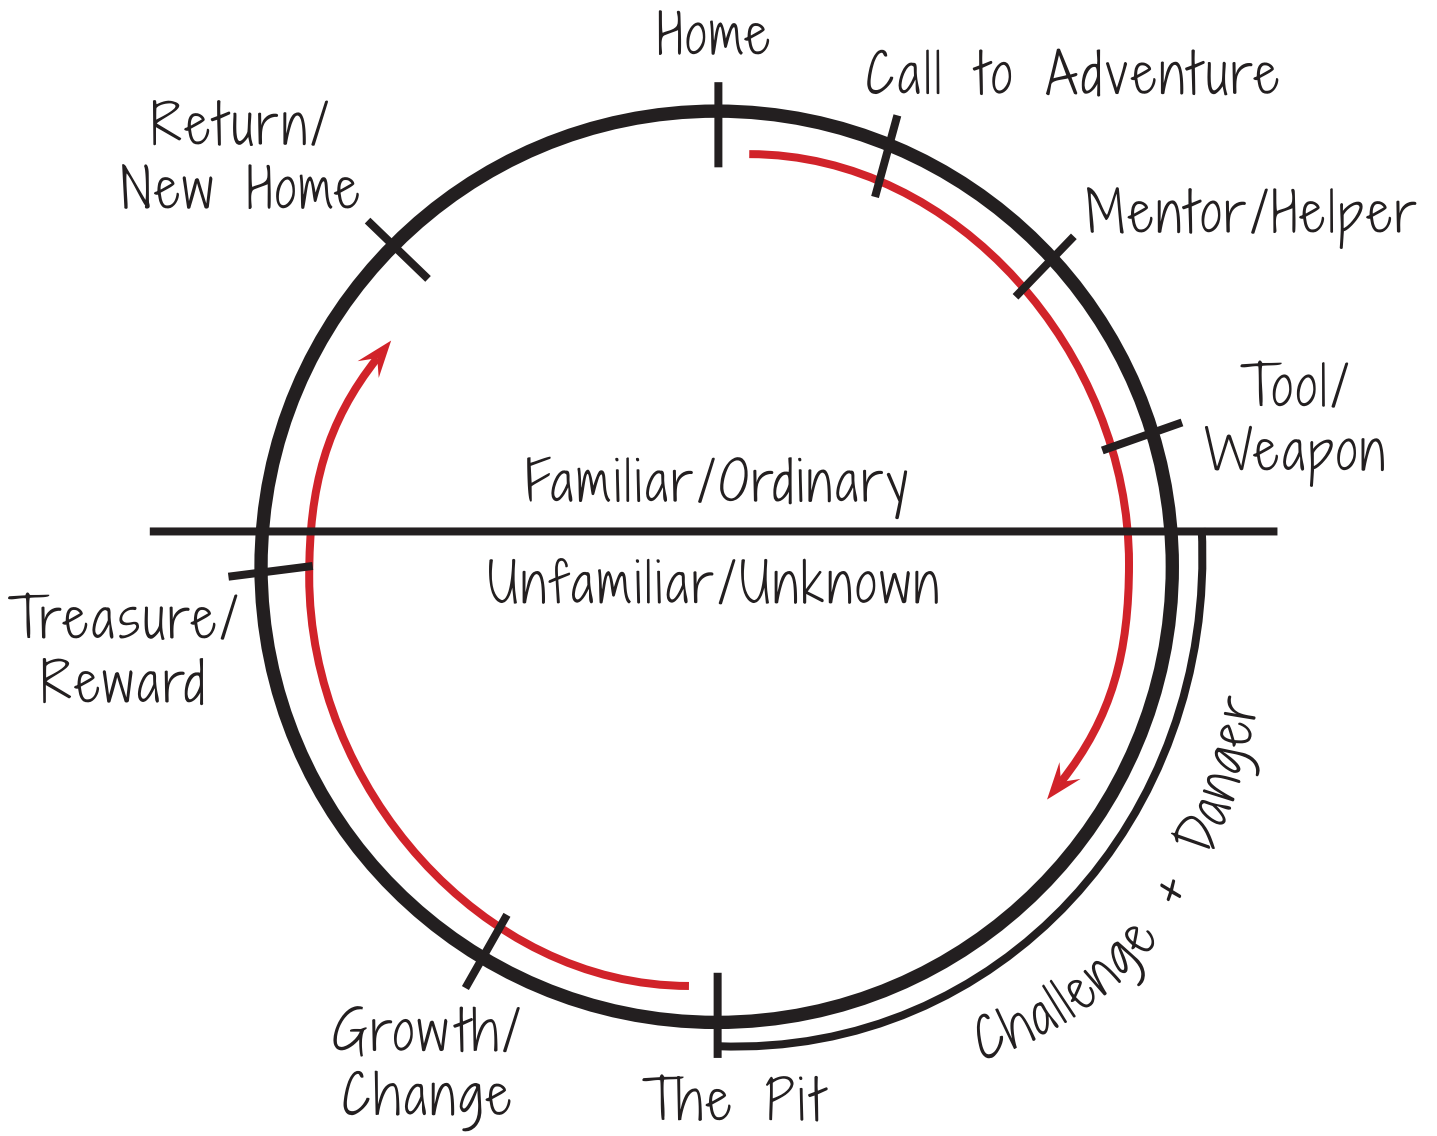 Home
Call to Adventure
Return/
New Home
Mentor/Helper
Tool/
Weapon
Familiar/Ordinary
Unfamiliar/Unknown
Treasure/
Reward
Challenge + Danger
Growth/
Change
The Pit